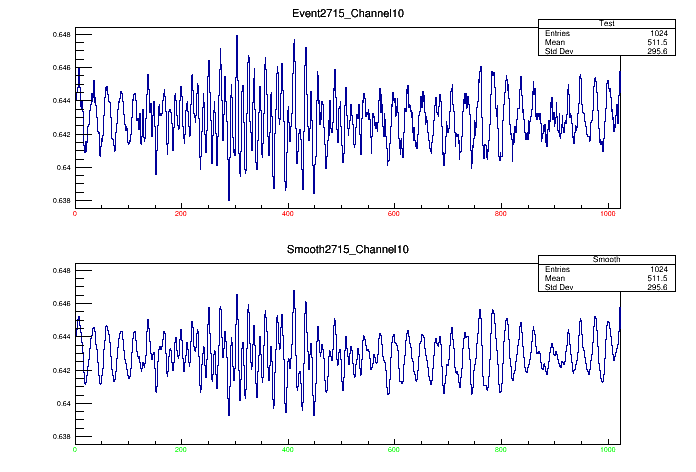 Event2715_Channel10
Test
Entries 1024
Mean 511.5
Std Dev 295.6
0.648
0.646
0.644
0.642
0.64
0.638
0 200 400 600 800 1000
Smooth2715_Channel10
Smooth
Entries 1024
Mean 511.5
Std Dev 295.6
0.648
0.646
0.644
0.642
0.64
0.638
0 200 400 600 800 1000